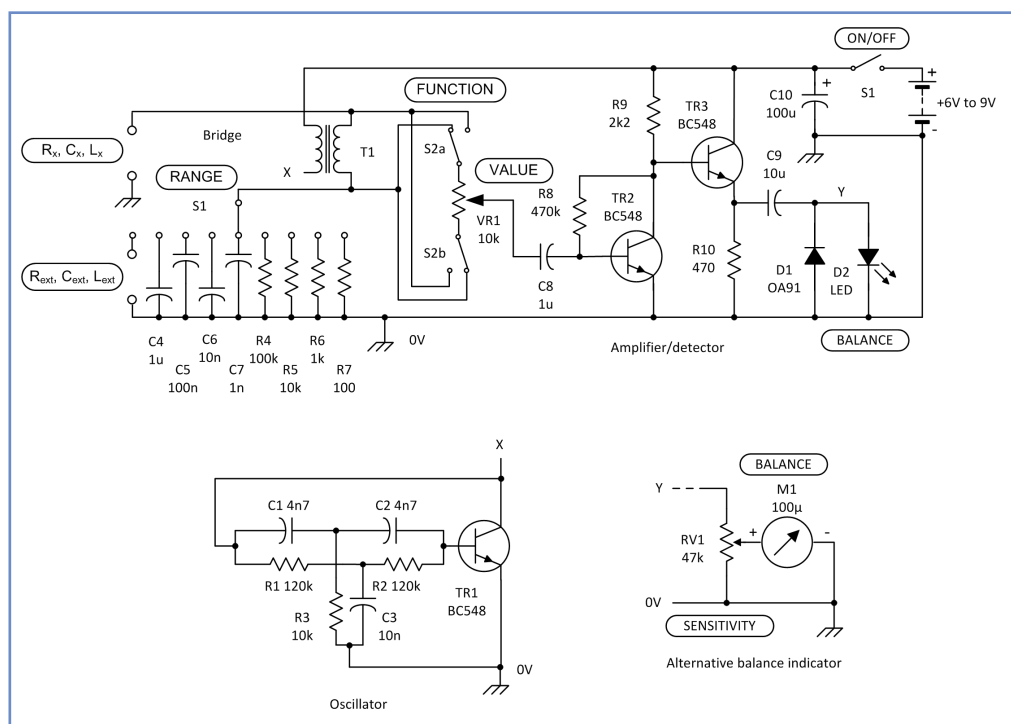 ON/OFF
S1
+
+6V to 9V
-
+
C10
100u
FUNCTION
R9
2k2
TR3
BC548
Rx, Cx, Lx
Bridge
X
T1
S2a
VALUE
C9
10u
Y
RANGE
S1
R8
470k
TR2
BC548
VR1
10k
S2b
R10
470
D1
OA91
D2
LED
Rext, Cext, Lext
C8
1u
C4
1u
C5
100n
C6
10n
C7
1n
R4
100k
R5
10k
R6
1k
R7
100
0V
Amplifier/detector
BALANCE
X
C1 4n7
C2 4n7
R1 120k
R2 120k
TR1
BC548
R3
10k
C3
10n
0V
Oscillator
BALANCE
M1
100µ
Y
RV1
47k
+
-
0V
SENSITIVITY
Alternative balance indicator